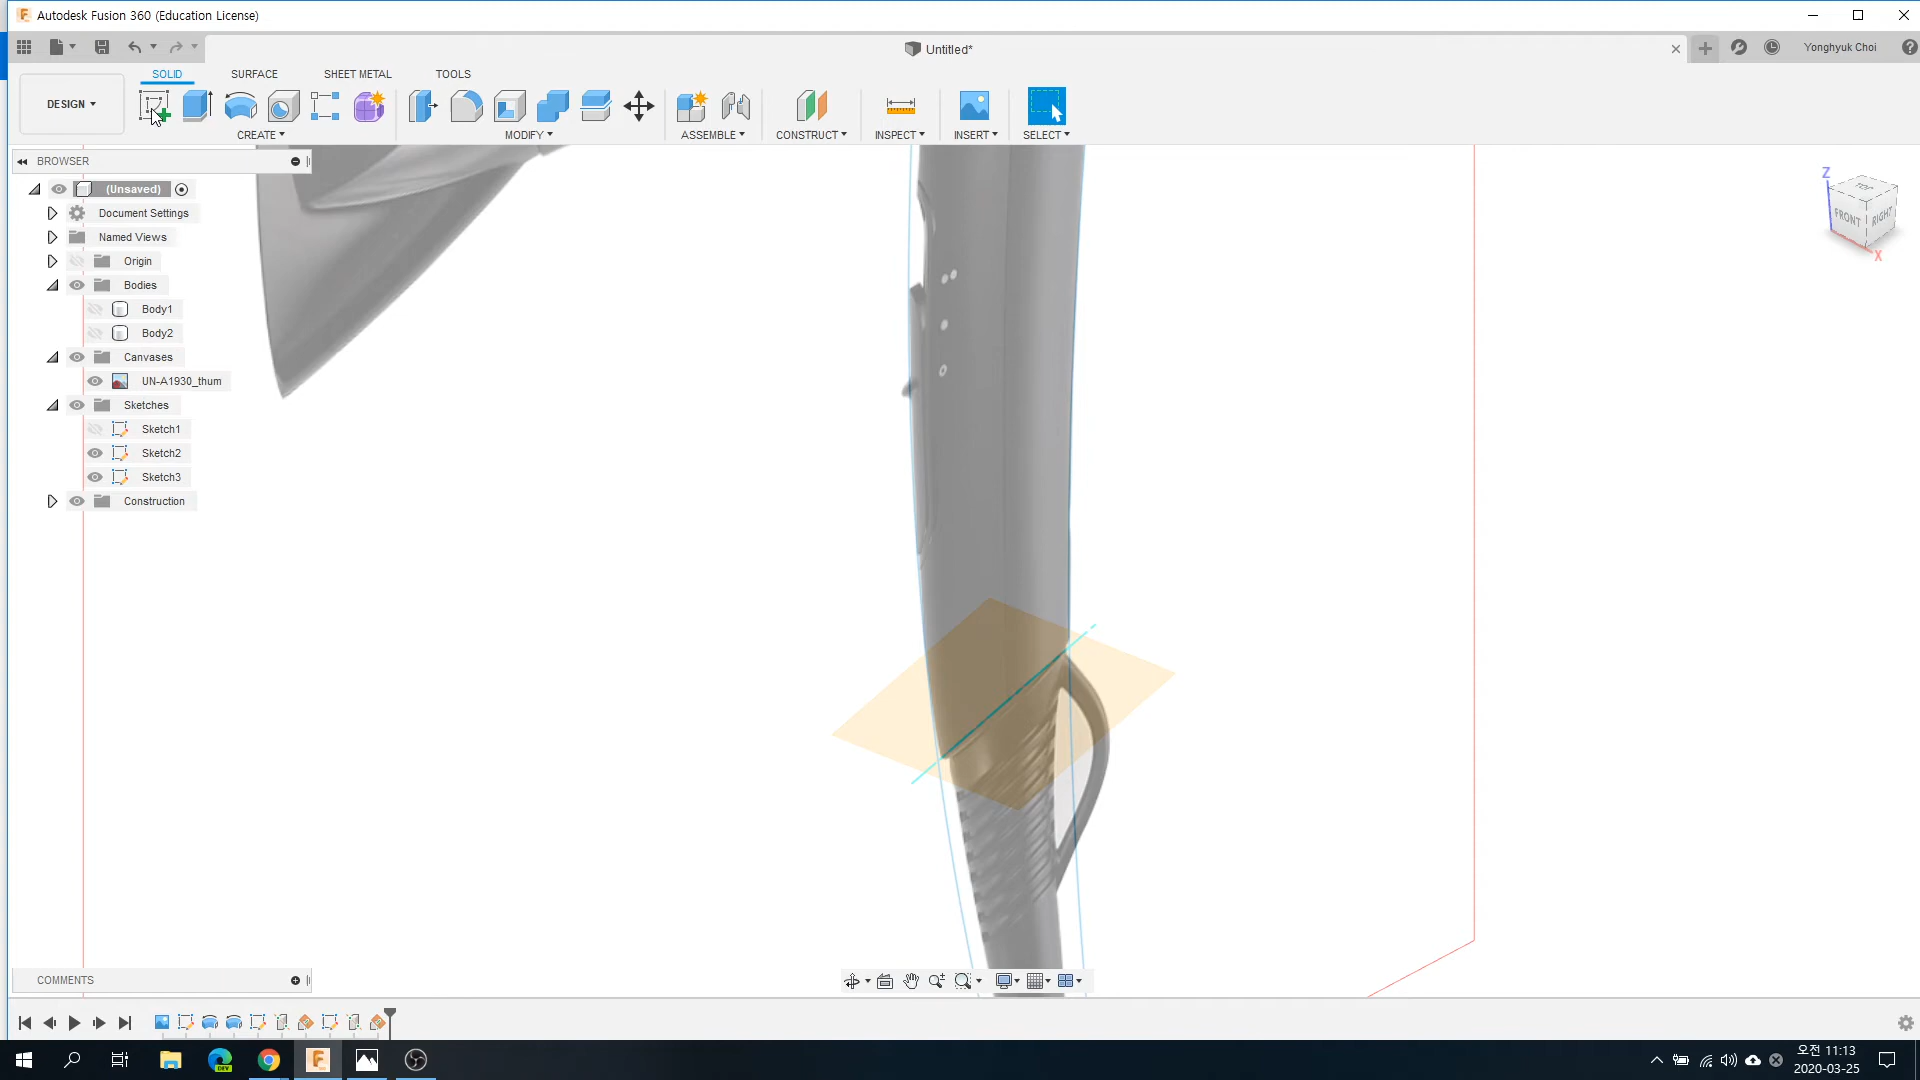 Autodesk Fusion 360 (Education License)
Untitled*
Yonghyuk Choi
SOLID
SURFACE
SHEET METAL
TOOLS
DESIGN
CREATE
MODIFY
ASSEMBLE
CONSTRUCT
INSPECT
INSERT
SELECT
BROWSER
(Unsaved)
Document Settings
Named Views
Origin
Bodies
Body1
Body2
Canvases
UN-A1930_thum
Sketches
Sketch1
Sketch2
Sketch3
Construction
Z
TOP
FRONT
RIGHT
X
COMMENTS
DEV
오전 11:13
2020-03-25